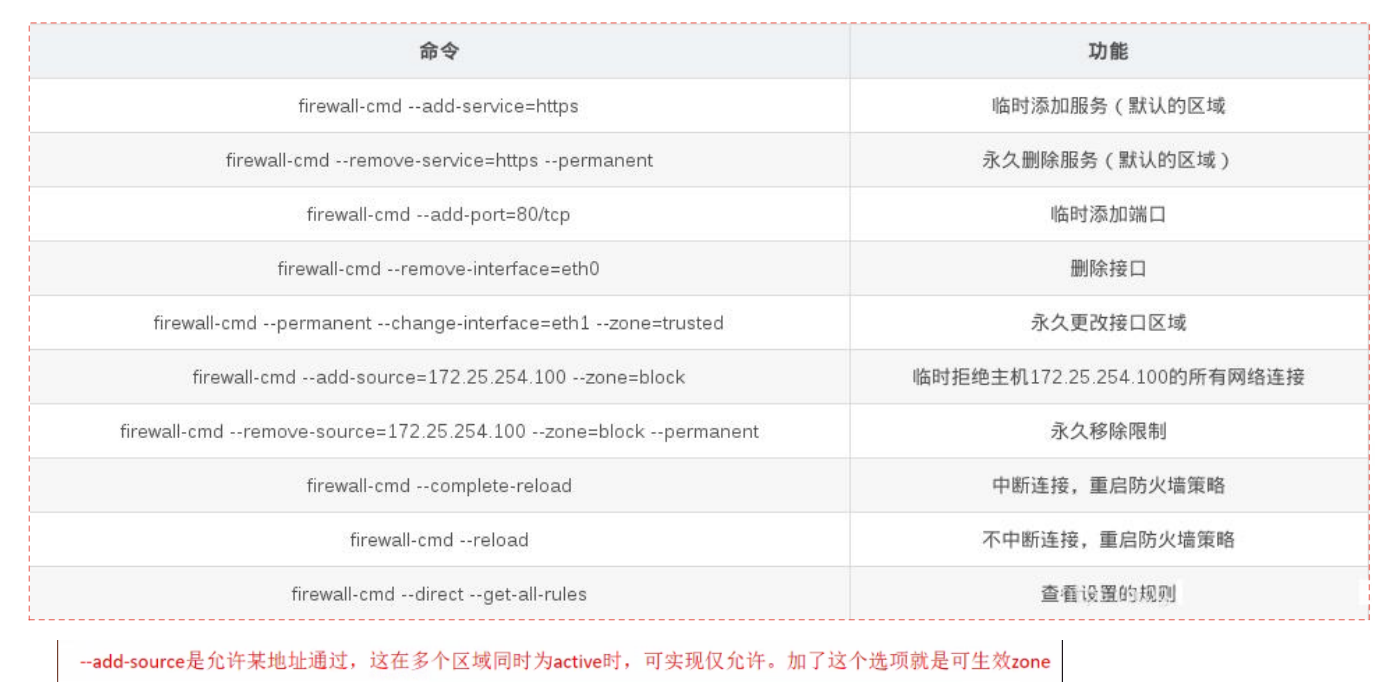 命令 功能
firewall-cmd --add-service=https 临时添加服务 ( 默认的区域
firewall-cmd --remove-service=https --permanent 永久删除服务 ( 默认的区域 )
firewall-cmd --add-port=80/tcp 临时添加端口
firewall-cmd --remove-interface=eth0 删除接口
firewall-cmd --permanent --change-interface=eth1 --zone=trusted 永久更改接口区域
firewall-cmd --add-source=172.25.254.100 --zone=block 临时拒绝主机172.25.254.100的所有网络连接
firewall-cmd --remove-source=172.25.254.100 --zone=block --permanent 永久移除限制
firewall-cmd --complete-reload 中断连接，重启防火墙策略
firewall-cmd --reload 不中断连接，重启防火墙策略
firewall-cmd --direct --get-all-rules 查看设置的规则
--add-source是允许某地址通过，这在多个区域同时为active时，可实现仅允许。加了这个选项就是可生效zone